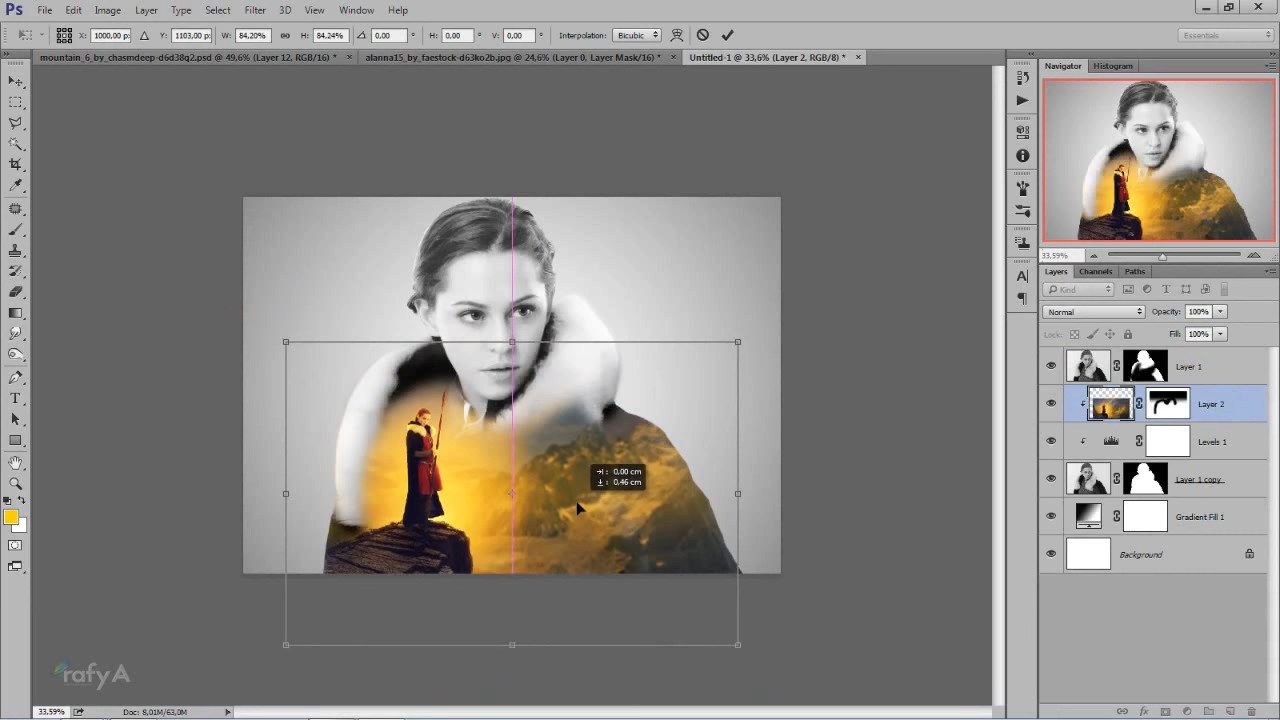 Ps File Edit Image Layer Type Select Filter 3D View Window Help
X: 1000,00 p: Y: 1103,00 p: W: 84,20% H: 84,24% 0,00 ° H: 0,00 ° V: 0,00 ° Interpolation: Bicubic Essentials
mountain_6_by_chasmdeep-d6d38q2.psd @ 49,6% (Layer 12, RGB/16) * × alanna15_by_faestock-d63ko2b.jpg @ 24,6% (Layer 0, Layer Mask/16) * × Untitled-1 @ 33,6% (Layer 2, RGB/8) * ×
Navigator Histogram
33,59%
Layers Channels Paths
Kind
Normal Opacity: 100%
Lock: Fill: 100%
Layer 1
Layer 2
Levels 1
Layer 1 copy
Gradient Fill 1
Background
→: 0,00 cm
↓: 0,46 cm
rafy A
33,59% Doc: 8,01M/63,0M